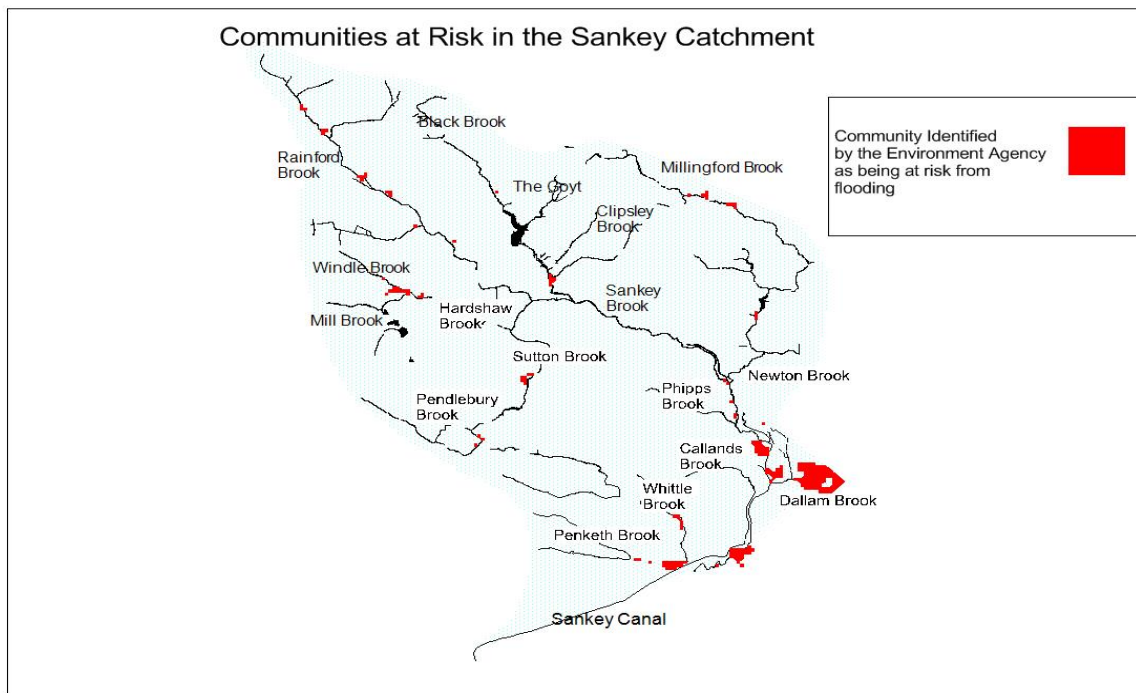 Communities at Risk in the Sankey Catchment
Community Identified
by the Environment Agency
as being at risk from
flooding
Black Brook
Rainford
Brook
Millingford Brook
The Goyt
Clipsley
Brook
Windle Brook
Sankey
Brook
Hardshaw
Brook
Mill Brook
Sutton Brook
Newton Brook
Phipps
Brook
Pendlebury
Brook
Callands
Brook
Whittle
Brook
Dallam Brook
Penketh Brook
Sankey Canal